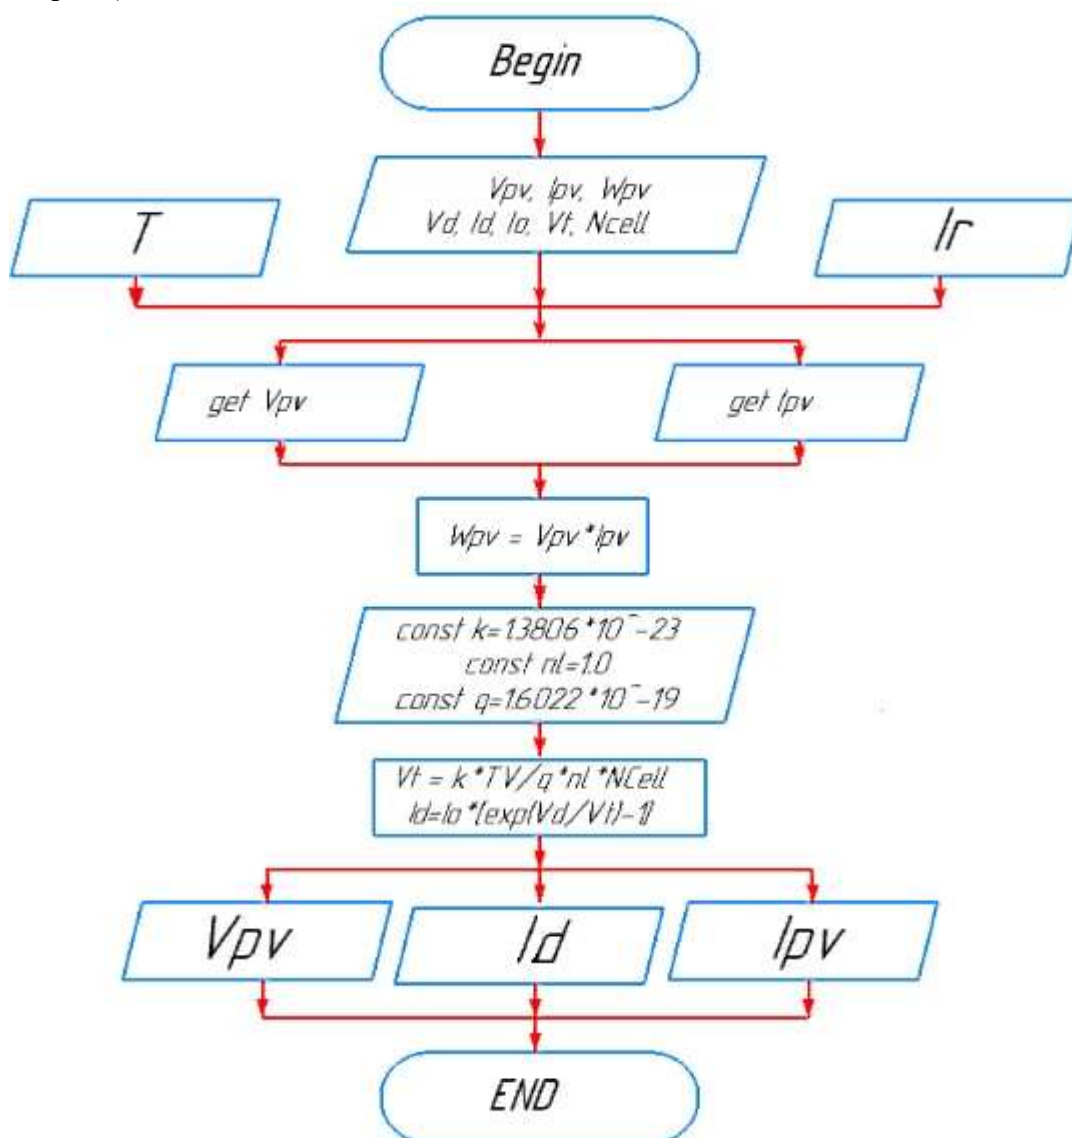 Begin
Vpv, Ipv, Wpv
Vd, Id, Io, Vt, Ncell
T
Ir
get Vpv
get Ipv
Wpv = Vpv*Ipv
const k=1.3806*10^-23
const nI=1.0
const q=1.6022*10^-19
Vt = k*TV/q*nI*NCell
Id=Io*(exp(Vd/Vt)-1)
Vpv
Id
Ipv
END